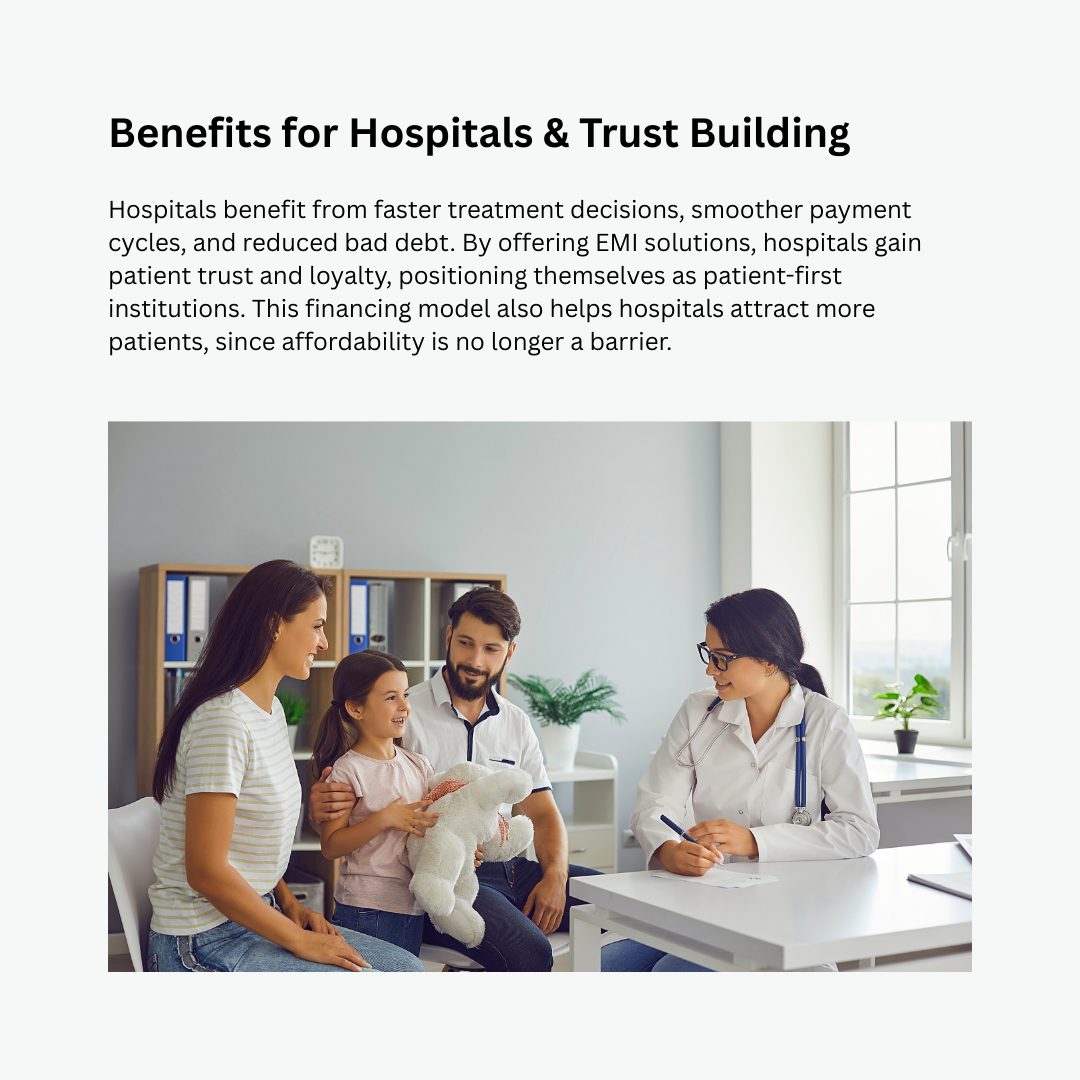 Benefits for Hospitals & Trust Building
Hospitals benefit from faster treatment decisions, smoother payment
cycles, and reduced bad debt. By offering EMI solutions, hospitals gain
patient trust and loyalty, positioning themselves as patient-first
institutions. This financing model also helps hospitals attract more
patients, since affordability is no longer a barrier.